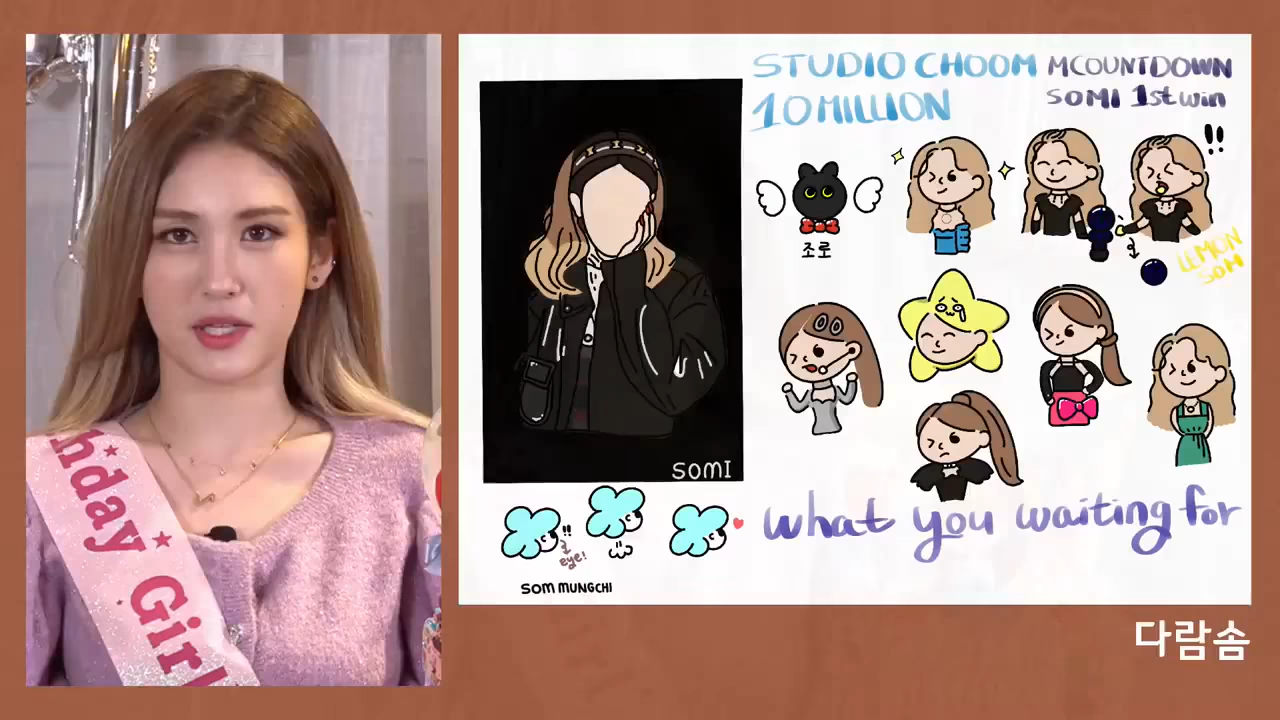 hday Girl
STUDIO CHOOM
10 MILLION
MCOUNTDOWN
SOMI 1st win
!!
조로
LEMON
SOM
SOMI
!!
eye!
SOM MUNGCHI
what you waiting for
다람솜